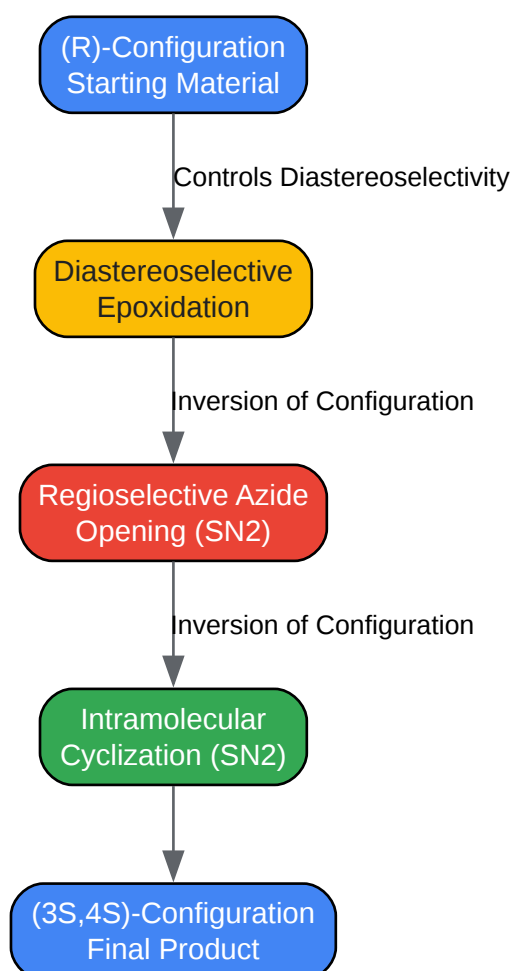 (R)-Configuration
Starting Material
Controls Diastereoselectivity
Diastereoselective
Epoxidation
Inversion of Configuration
Regioselective Azide
Opening (SN2)
Inversion of Configuration
Intramolecular
Cyclization (SN2)
(3S,4S)-Configuration
Final Product